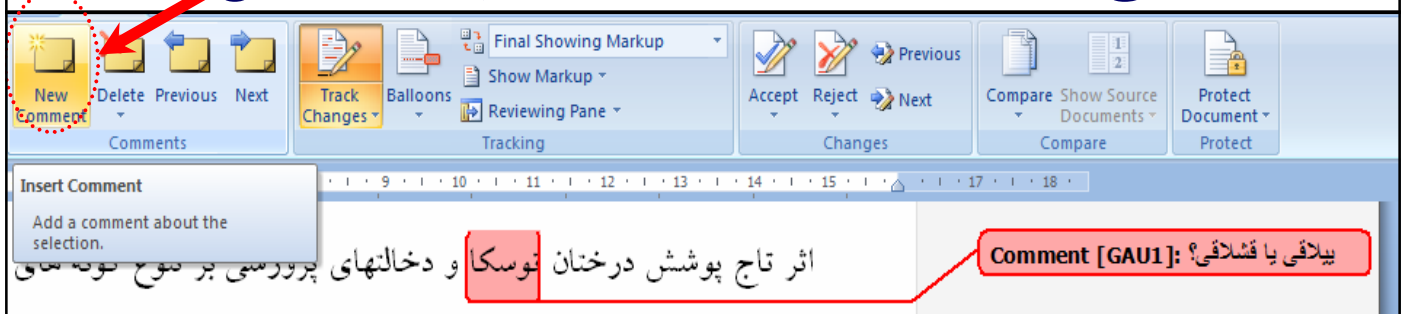 Final Showing Markup
Show Markup
Reviewing Pane
New Comment
Delete
Previous
Next
Track Changes
Balloons
Accept
Reject
Previous
Next
Compare
Show Source Documents
Protect Document
Comments
Tracking
Changes
Compare
Protect
9 10 11 12 13 14 15 17 18
Insert Comment
Add a comment about the
selection.
اثر تاج پوشش درختان توسکا و دخالتهای پرورشی بر تنوع گونه های
Comment [GAU1]: ییلاقی یا قشلاقی؟